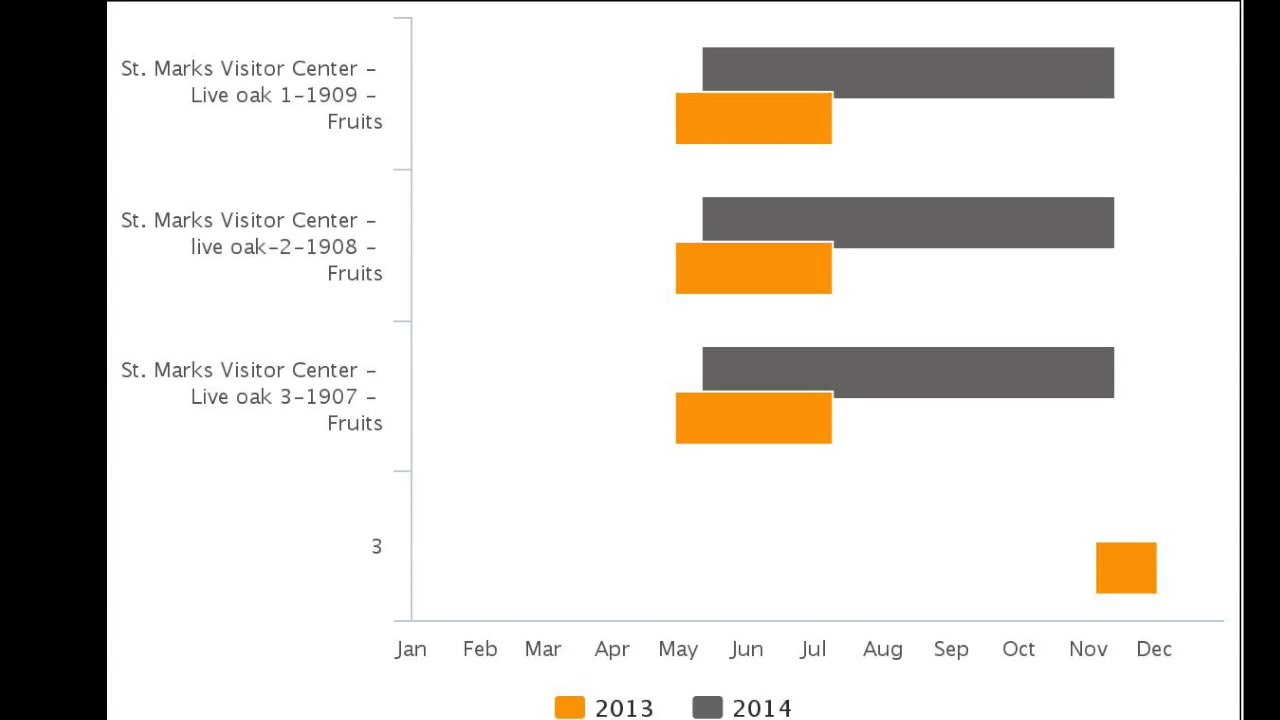 St. Marks Visitor Center –
Live oak 1–1909 –
Fruits
St. Marks Visitor Center –
live oak–2–1908 –
Fruits
St. Marks Visitor Center –
Live oak 3–1907 –
Fruits
3
Jan Feb Mar Apr May Jun Jul Aug Sep Oct Nov Dec
2013 2014